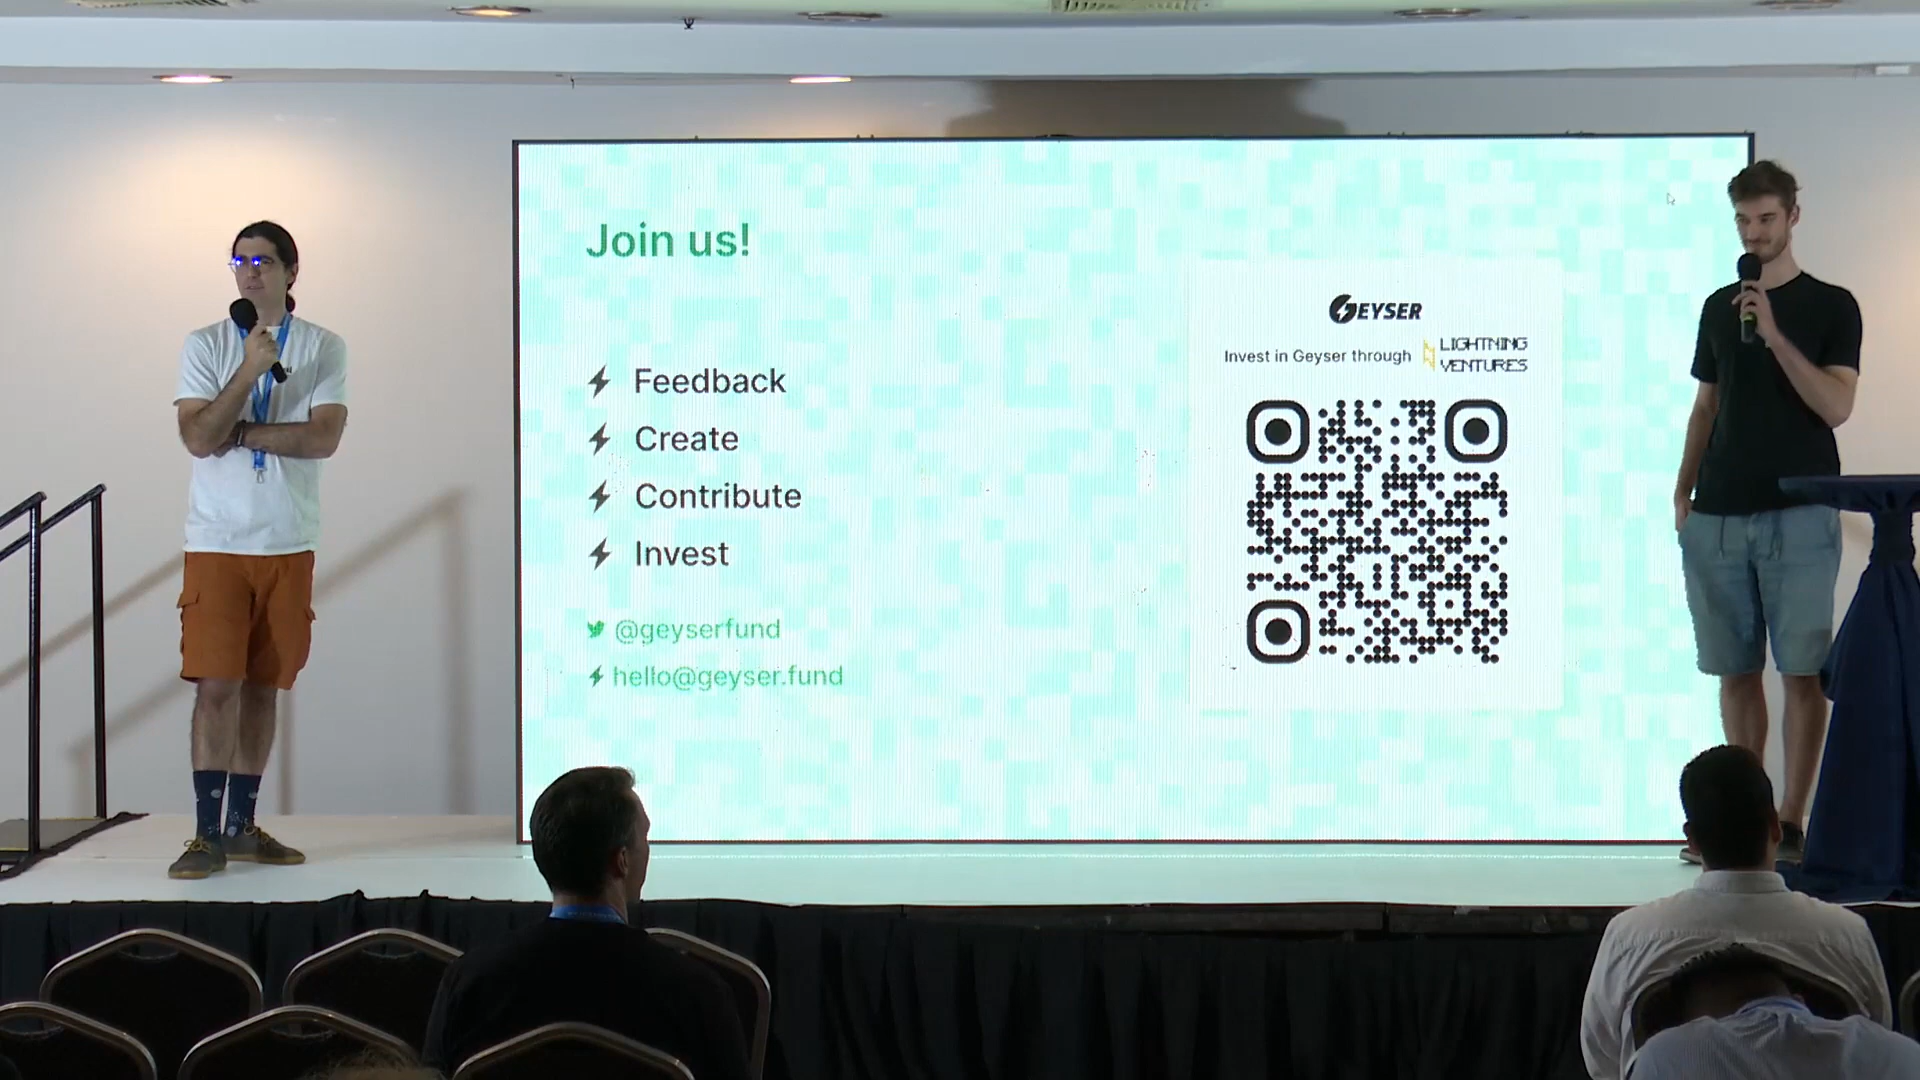 Join us!
Feedback
Create
Contribute
Invest
@geyserfund
hello@geyser.fund
GEYSER
Invest in Geyser through LIGHTNING VENTURES